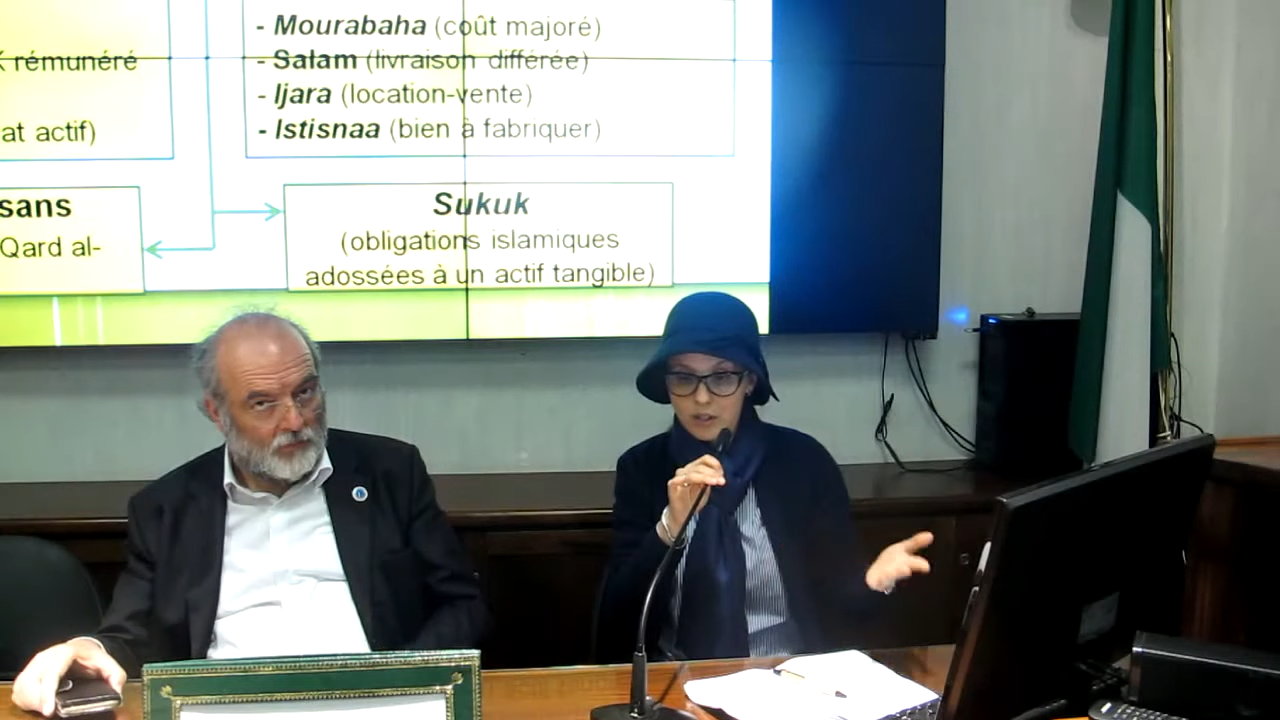 - Mourabaha (coût majoré)
- Salam (livraison différée)
- Ijara (location-vente)
- Istisnaa (bien à fabriquer)
rémunéré
at actif)
sans
Qard al-
Sukuk
(obligations islamiques
adossées à un actif tangible)